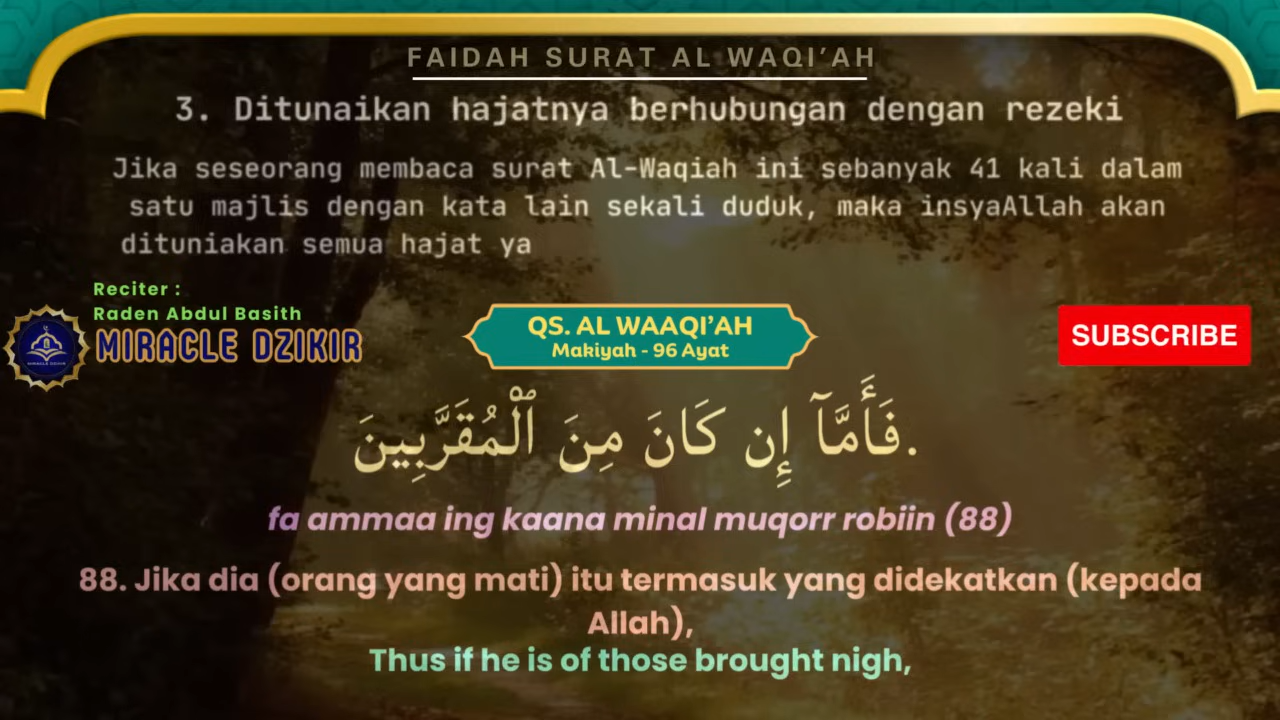 FAIDAH SURAT AL WAQI'AH
3. Ditunaikan hajatnya berhubungan dengan rezeki
Jika seseorang membaca surat Al-Waqiah ini sebanyak 41 kali dalam
satu majlis dengan kata lain sekali duduk, maka insyaAllah akan
dituniakan semua hajat ya
Reciter :
Raden Abdul Basith
MIRACLE DZIKIR
MIRACLE DZIKIR
QS. AL WAAQI'AH
Makiyah - 96 Ayat
SUBSCRIBE
فَأَمَّآ إِن كَانَ مِنَ ٱلْمُقَرَّبِينَ.
fa ammaa ing kaana minal muqorr robiin (88)
88. Jika dia (orang yang mati) itu termasuk yang didekatkan (kepada
Allah),
Thus if he is of those brought nigh,